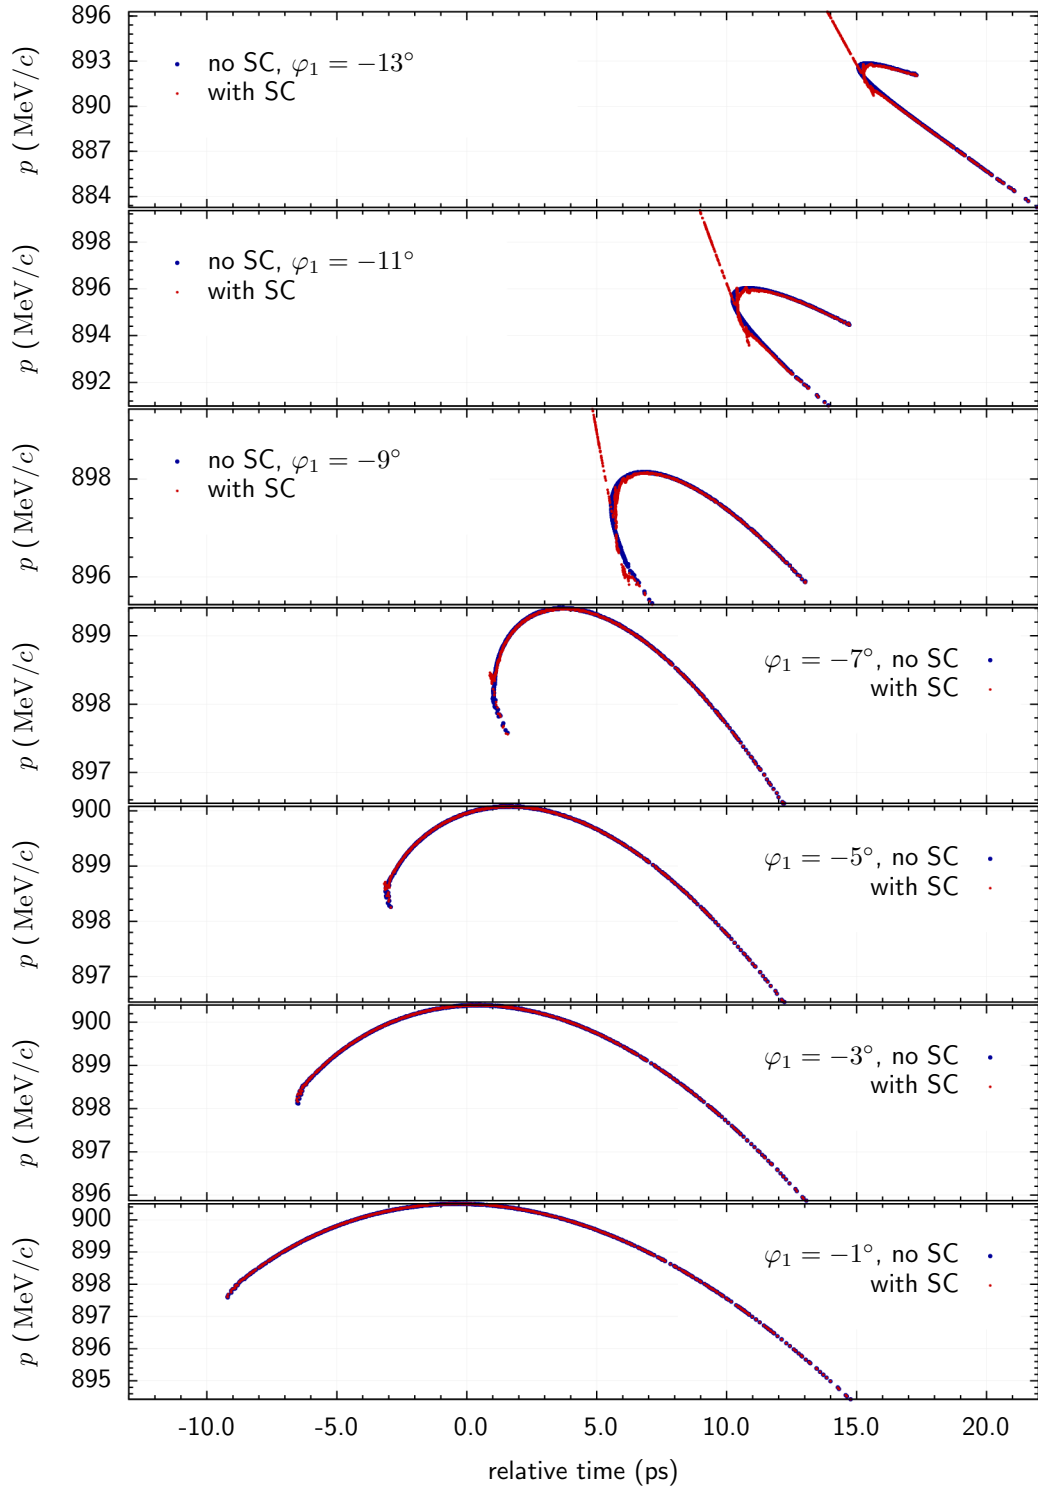 896
893
890
887
884
p (MeV/c)
no SC, φ₁ = −13°
with SC
898
896
894
892
p (MeV/c)
no SC, φ₁ = −11°
with SC
898
896
p (MeV/c)
no SC, φ₁ = −9°
with SC
899
898
897
p (MeV/c)
φ₁ = −7°, no SC
with SC
900
899
898
897
p (MeV/c)
φ₁ = −5°, no SC
with SC
900
899
898
897
896
p (MeV/c)
φ₁ = −3°, no SC
with SC
900
899
898
897
896
895
p (MeV/c)
φ₁ = −1°, no SC
with SC
-10.0 -5.0 0.0 5.0 10.0 15.0 20.0
relative time (ps)